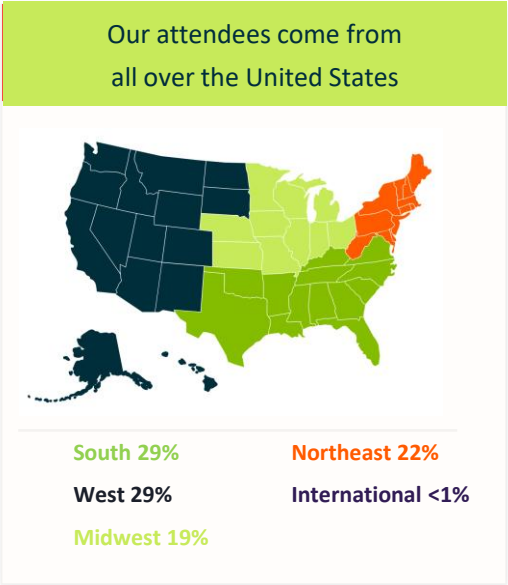 Our attendees come from
all over the United States
South 29%
Northeast 22%
West 29%
International <1%
Midwest 19%